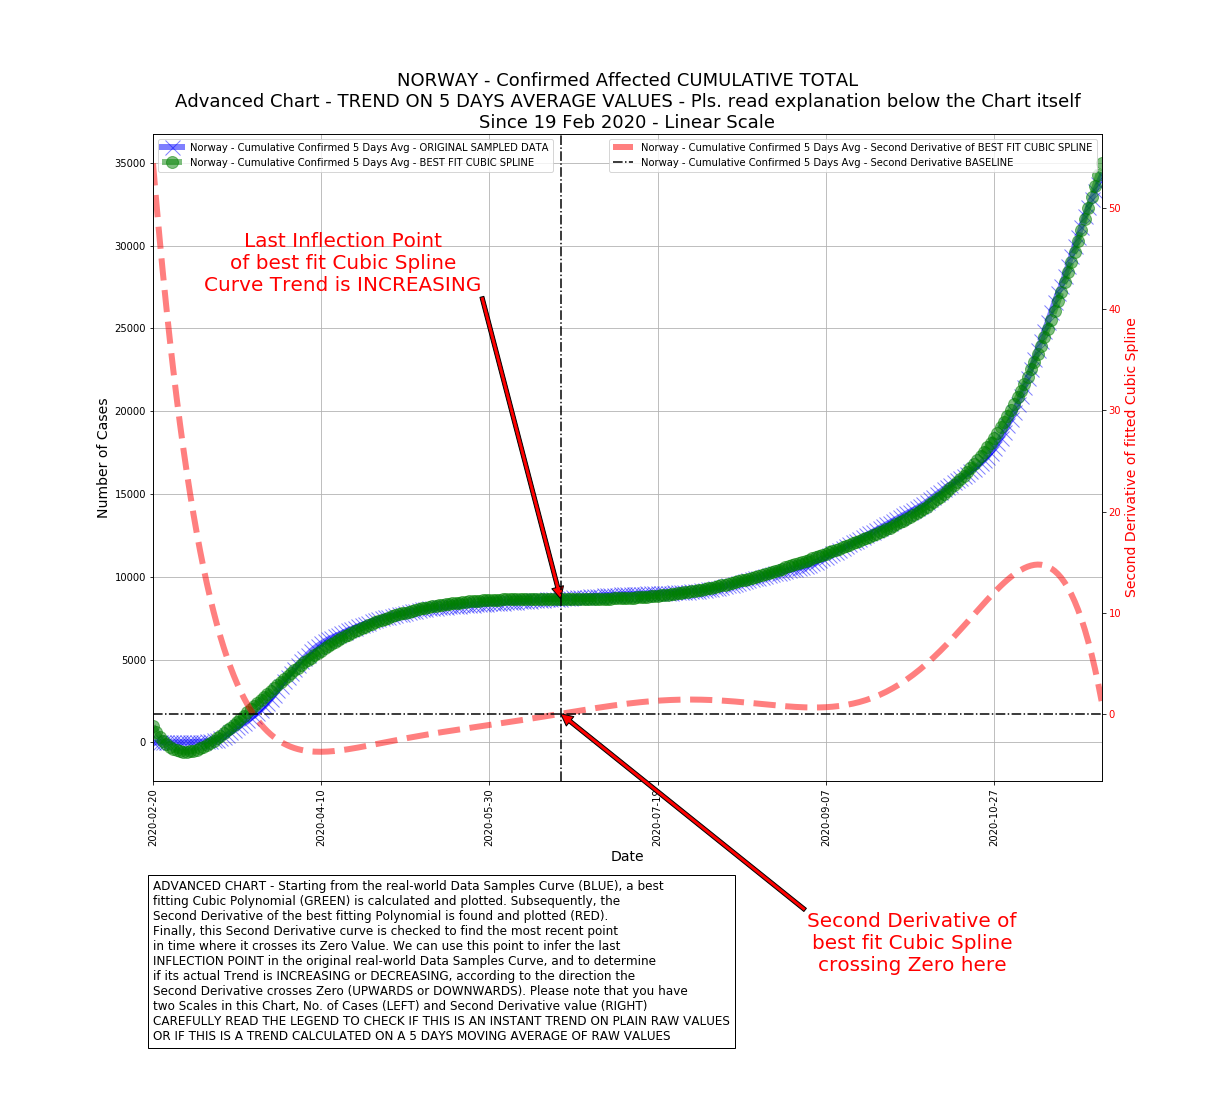 NORWAY - Confirmed Affected CUMULATIVE TOTAL
Advanced Chart - TREND ON 5 DAYS AVERAGE VALUES - Pls. read explanation below the Chart itself
Since 19 Feb 2020 - Linear Scale
Norway - Cumulative Confirmed 5 Days Avg - ORIGINAL SAMPLED DATA
Norway - Cumulative Confirmed 5 Days Avg - BEST FIT CUBIC SPLINE
Norway - Cumulative Confirmed 5 Days Avg - Second Derivative of BEST FIT CUBIC SPLINE
Norway - Cumulative Confirmed 5 Days Avg - Second Derivative BASELINE
Last Inflection Point
of best fit Cubic Spline
Curve Trend is INCREASING
Number of Cases
35000
30000
25000
20000
15000
10000
5000
0
50
40
30
20
10
0
Second Derivative of fitted Cubic Spline
2020-02-20
2020-04-10
2020-05-30
2020-07-19
2020-09-07
2020-10-27
Date
ADVANCED CHART - Starting from the real-world Data Samples Curve (BLUE), a best
fitting Cubic Polynomial (GREEN) is calculated and plotted. Subsequently, the
Second Derivative of the best fitting Polynomial is found and plotted (RED).
Finally, this Second Derivative curve is checked to find the most recent point
in time where it crosses its Zero Value. We can use this point to infer the last
INFLECTION POINT in the original real-world Data Samples Curve, and to determine
if its actual Trend is INCREASING or DECREASING, according to the direction the
Second Derivative crosses Zero (UPWARDS or DOWNWARDS). Please note that you have
two Scales in this Chart, No. of Cases (LEFT) and Second Derivative value (RIGHT)
CAREFULLY READ THE LEGEND TO CHECK IF THIS IS AN INSTANT TREND ON PLAIN RAW VALUES
OR IF THIS IS A TREND CALCULATED ON A 5 DAYS MOVING AVERAGE OF RAW VALUES
Second Derivative of
best fit Cubic Spline
crossing Zero here